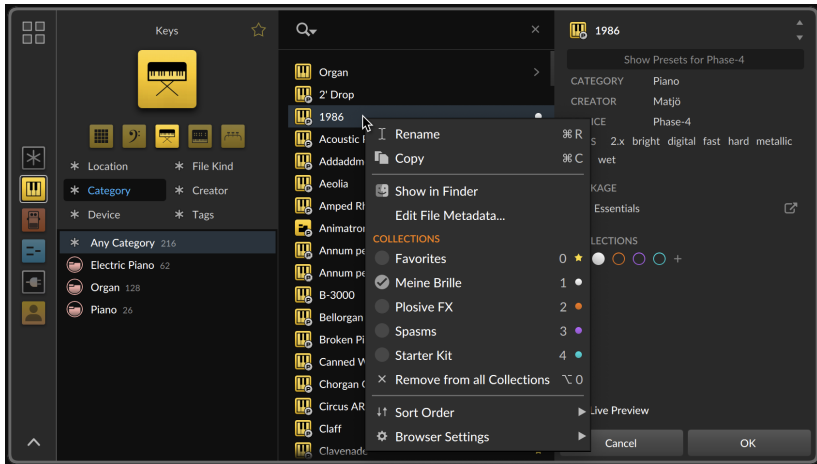 Keys
Location
File Kind
Category
Creator
Device
Tags
Any Category 216
Electric Piano 62
Organ 128
Piano 26
Organ
2' Drop
1986
Acoustic
Addaddm
Aeolia
Amped Rh
Animatron
Annum pe
Annum pe
B-3000
Bellorgan
Broken Pi
Canned W
Chorgan
Circus AR
Claff
Clavenade
Rename ⌘ R
Copy ⌘ C
Show in Finder
Edit File Metadata...
COLLECTIONS
Favorites 0
Meine Brille 1
Plosive FX 2
Spasms 3
Starter Kit 4
Remove from all Collections ⌥ 0
Sort Order
Browser Settings
1986
Show Presets for Phase-4
CATEGORY Piano
CREATOR Matjö
ICE Phase-4
S 2.x bright digital fast hard metallic
wet
KAGE
Essentials
LECTIONS
Live Preview
Cancel
OK